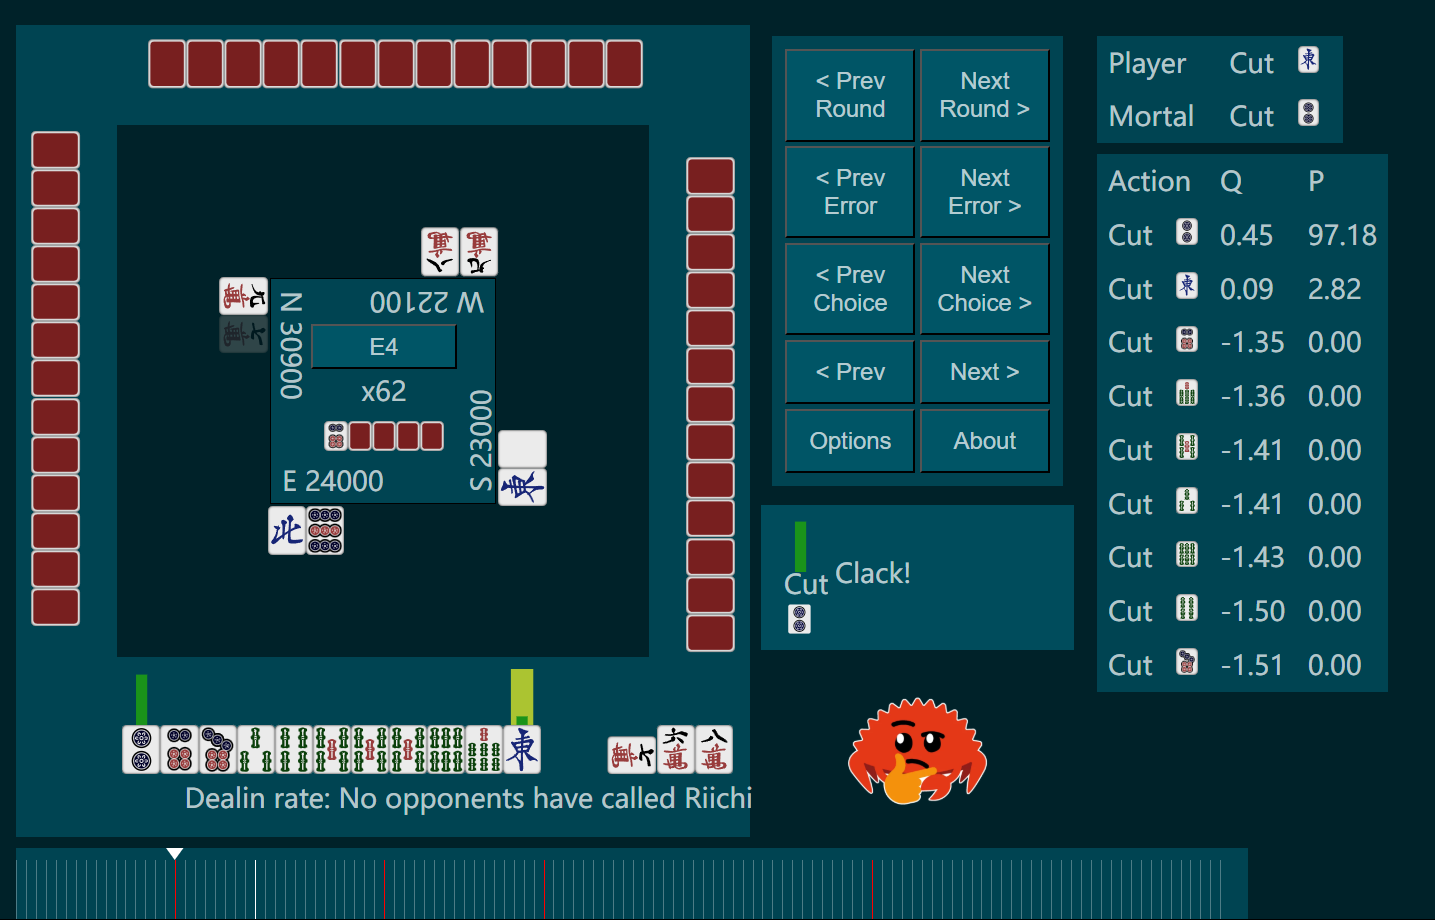 W 22100
N 30900
E4
x62
S 23000
E 24000
Dealin rate: No opponents have called Riichi
< Prev Round
Next Round >
< Prev Error
Next Error >
< Prev Choice
Next Choice >
< Prev
Next >
Options
About
Cut
Clack!
Player Cut 東
Mortal Cut
Action Q P
Cut 0.45 97.18
Cut 東 0.09 2.82
Cut -1.35 0.00
Cut -1.36 0.00
Cut -1.41 0.00
Cut -1.41 0.00
Cut -1.43 0.00
Cut -1.50 0.00
Cut -1.51 0.00